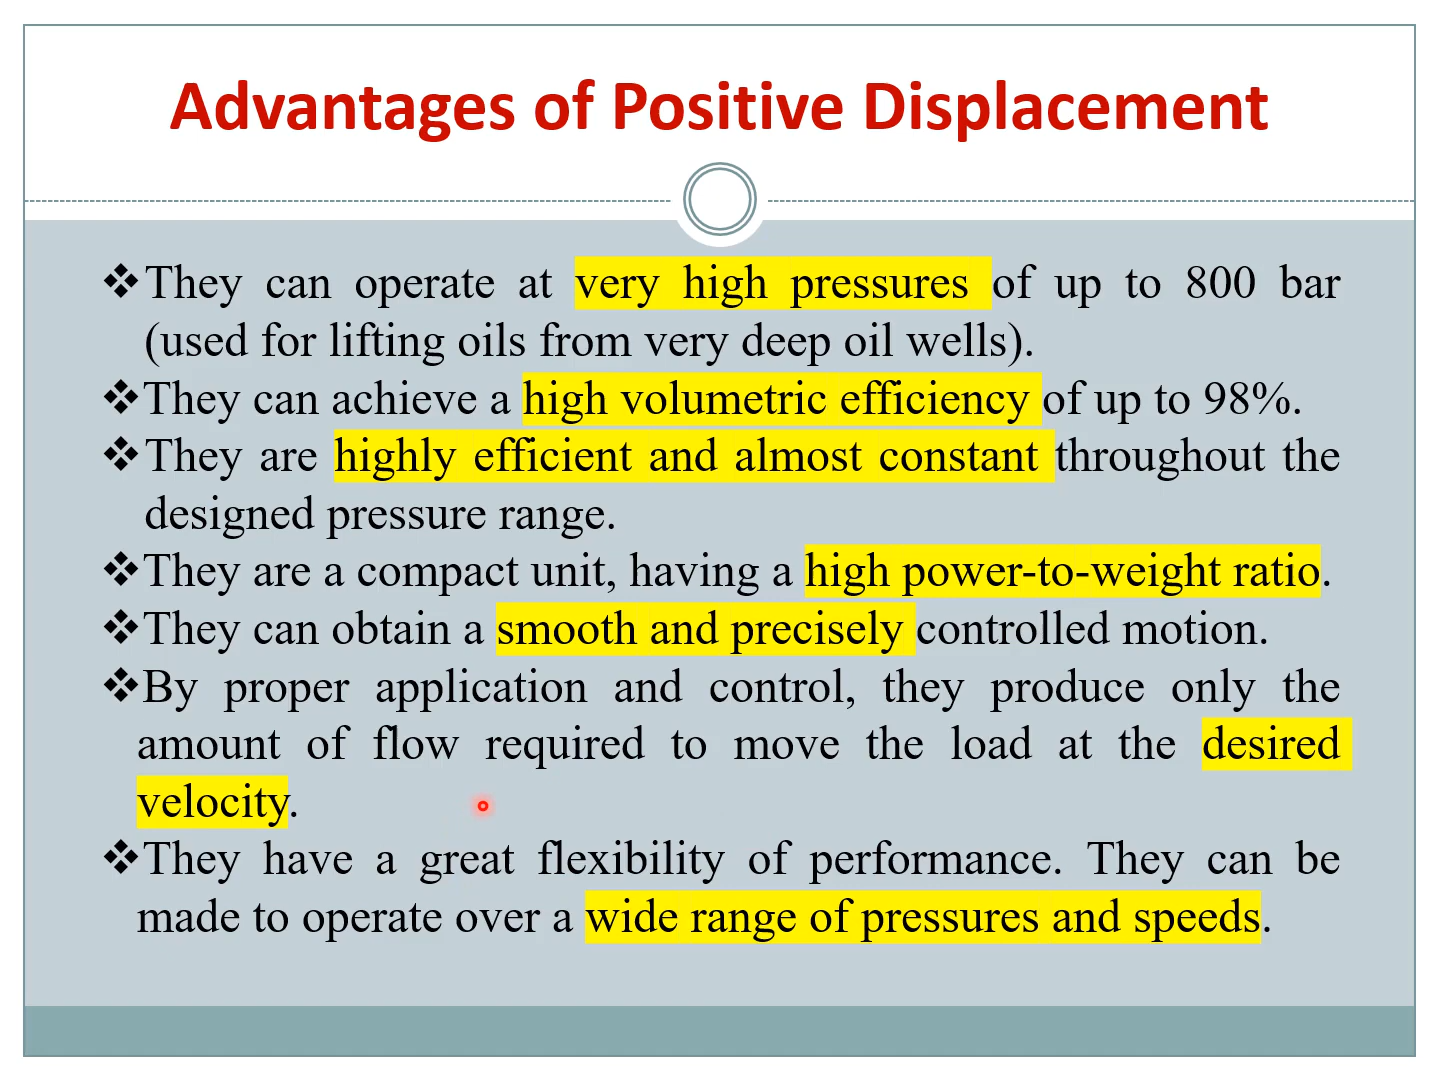 Advantages of Positive Displacement
❖They can operate at very high pressures of up to 800 bar
(used for lifting oils from very deep oil wells).
❖They can achieve a high volumetric efficiency of up to 98%.
❖They are highly efficient and almost constant throughout the
designed pressure range.
❖They are a compact unit, having a high power-to-weight ratio.
❖They can obtain a smooth and precisely controlled motion.
❖By proper application and control, they produce only the
amount of flow required to move the load at the desired
velocity.
❖They have a great flexibility of performance. They can be
made to operate over a wide range of pressures and speeds.